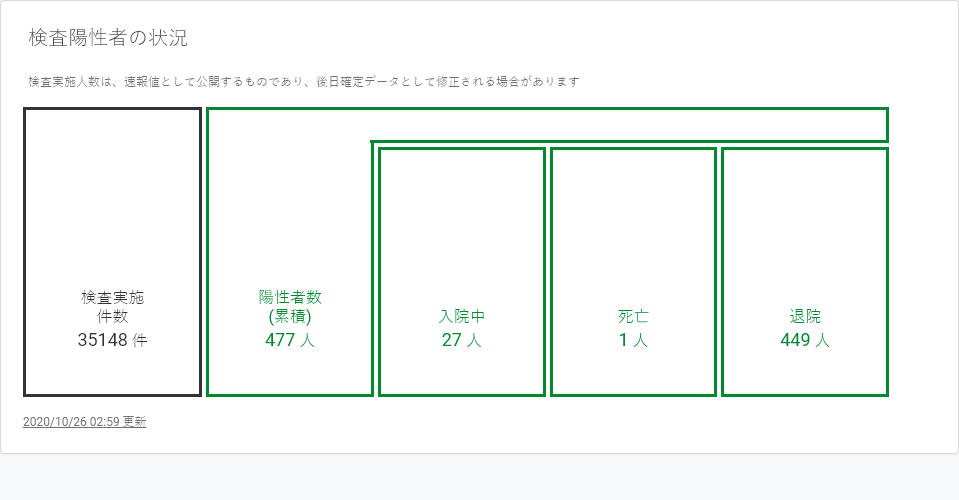 検査陽性者の状況
検査実施人数は、速報値として公開するものであり、後日確定データとして修正される場合があります
検査実施
件数
35148 件
陽性者数
(累積)
477 人
入院中
27 人
死亡
1 人
退院
449 人
2020/10/26 02:59 更新